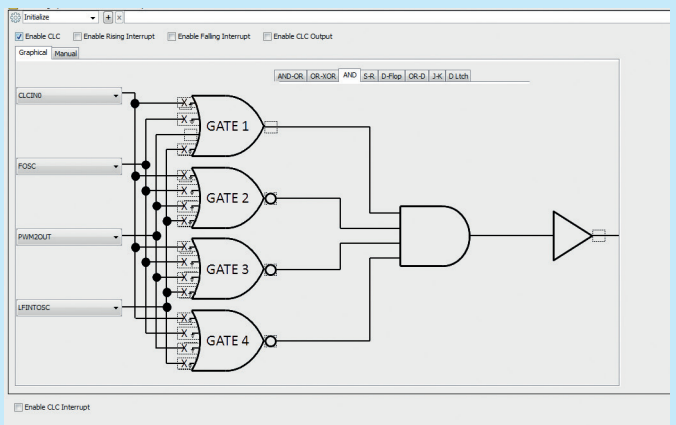 Initialize
Enable CLC Enable Rising Interrupt Enable Falling Interrupt Enable CLC Output
Graphical Manual
AND-OR OR-XOR AND S-R D-Flop OR-D J-K D Ltch
CLCIN0
GATE 1
FOSC
GATE 2
PWM2OUT
GATE 3
LFINTOSC
GATE 4
Enable CLC Interrupt